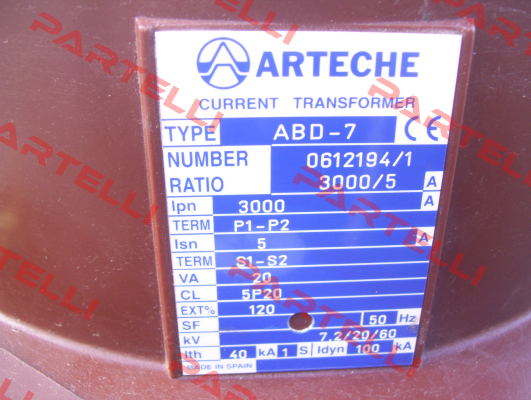 ARTECHE
CURRENT TRANSFORMER
TYPE ABD-7 CE
NUMBER 0612194/1
RATIO 3000/5 A
Ipn 3000 A
TERM P1-P2
Isn 5 A
TERM S1-S2
VA 20
CL 5P20
EXT% 120
SF 50 Hz
kV 7,2/20/60
Ith 40 kA 1 S Idyn 100 kA
MADE IN SPAIN
PARTELLI
PARTELLI
PARTELLI
PARTELLI
PARTELLI
PARTELLI